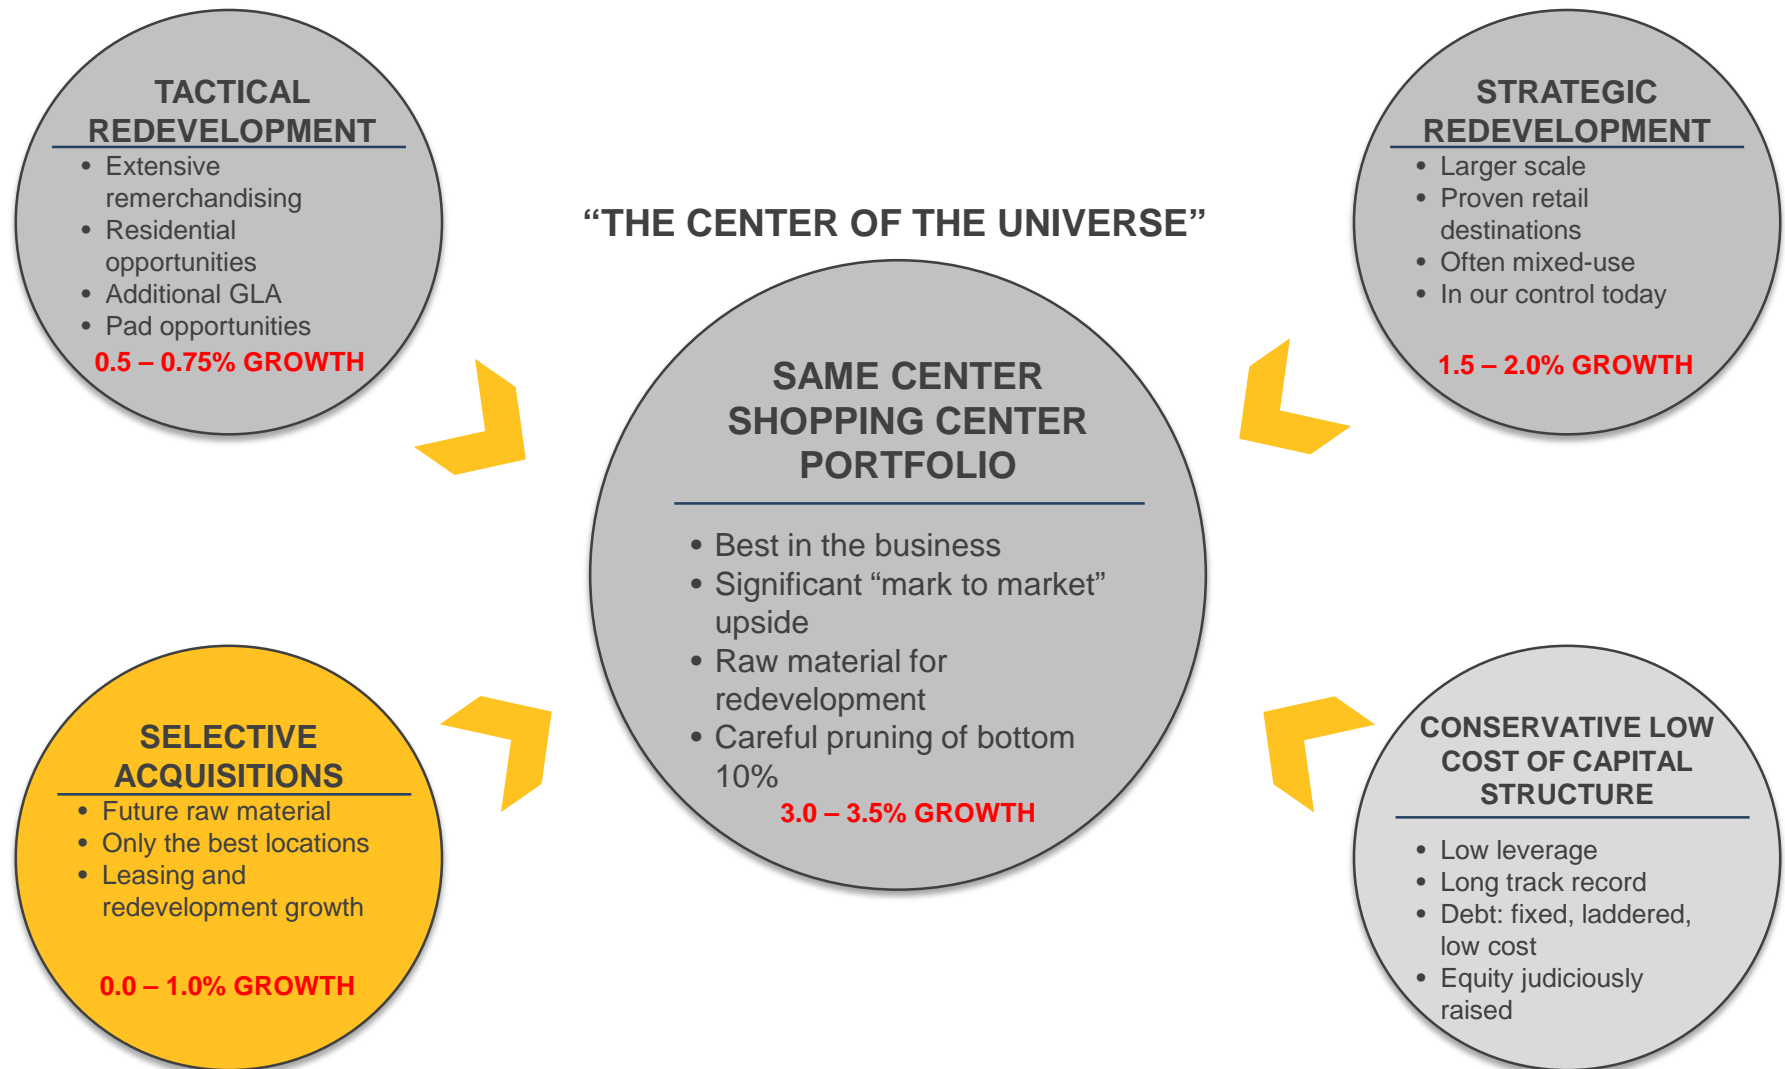 TACTICAL
REDEVELOPMENT
• Extensive
remerchandising
• Residential
opportunities
• Additional GLA
• Pad opportunities
0.5 – 0.75% GROWTH
STRATEGIC
REDEVELOPMENT
• Larger scale
• Proven retail
destinations
• Often mixed-use
• In our control today
1.5 – 2.0% GROWTH
“THE CENTER OF THE UNIVERSE”
SAME CENTER
SHOPPING CENTER
PORTFOLIO
• Best in the business
• Significant “mark to market”
upside
• Raw material for
redevelopment
• Careful pruning of bottom
10%
3.0 – 3.5% GROWTH
SELECTIVE
ACQUISITIONS
• Future raw material
• Only the best locations
• Leasing and
redevelopment growth
0.0 – 1.0% GROWTH
CONSERVATIVE LOW
COST OF CAPITAL
STRUCTURE
• Low leverage
• Long track record
• Debt: fixed, laddered,
low cost
• Equity judiciously
raised